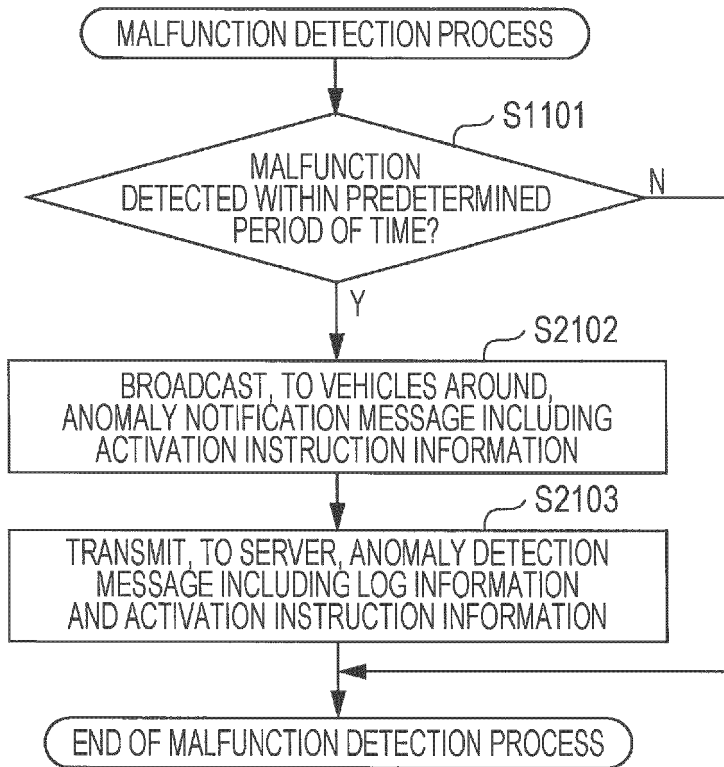 MALFUNCTION DETECTION PROCESS
S1101
MALFUNCTION
DETECTED WITHIN PREDETERMINED
PERIOD OF TIME?
N
Y
S2102
BROADCAST, TO VEHICLES AROUND,
ANOMALY NOTIFICATION MESSAGE INCLUDING
ACTIVATION INSTRUCTION INFORMATION
S2103
TRANSMIT, TO SERVER, ANOMALY DETECTION
MESSAGE INCLUDING LOG INFORMATION
AND ACTIVATION INSTRUCTION INFORMATION
END OF MALFUNCTION DETECTION PROCESS